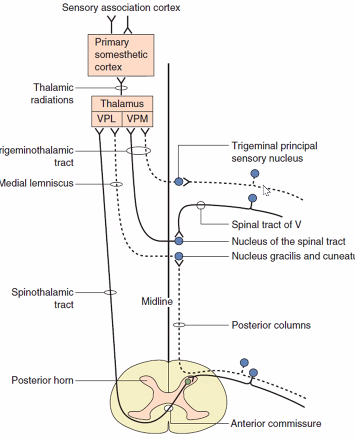 Sensory association cortex
Primary
somesthetic
cortex
Thalamic
radiations
Thalamus
VPL
VPM
rigeminothalamic
tract
Medial lemniscus
Trigeminal principal
sensory nucleus
Spinal tract of V
Nucleus of the spinal tract
Nucleus gracilis and cuneatu
Spinothalamic
tract
Midline
Posterior columns
Posterior horn
Anterior commissure